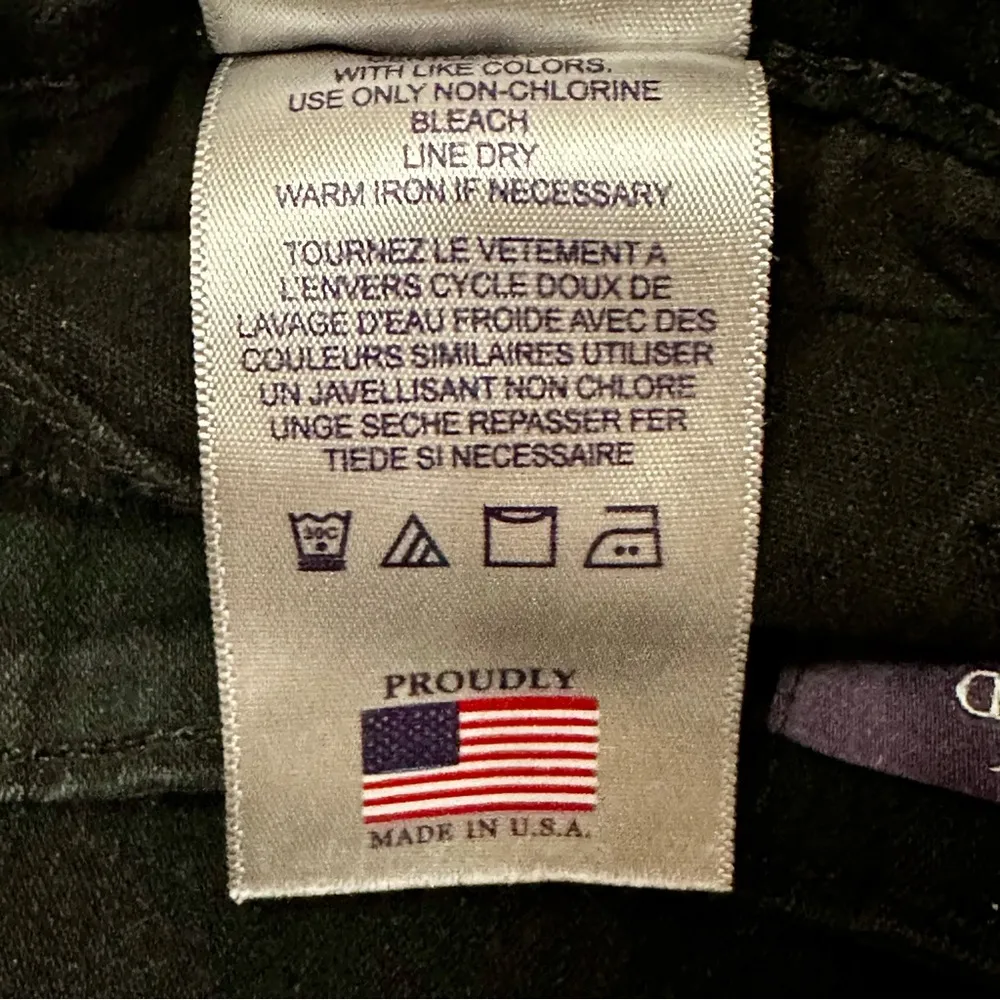 WITH LIKE COLORS.
USE ONLY NON-CHLORINE
BLEACH
LINE DRY
WARM IRON IF NECESSARY
TOURNEZ LE VETEMENT A
L'ENVERS CYCLE DOUX DE
LAVAGE D'EAU FROIDE AVEC DES
COULEURS SIMILAIRES UTILISER
UN JAVELLISANT NON CHLORE
UNGE SECHE REPASSER FER
TIEDE SI NECESSAIRE
30C
PROUDLY
MADE IN U.S.A.